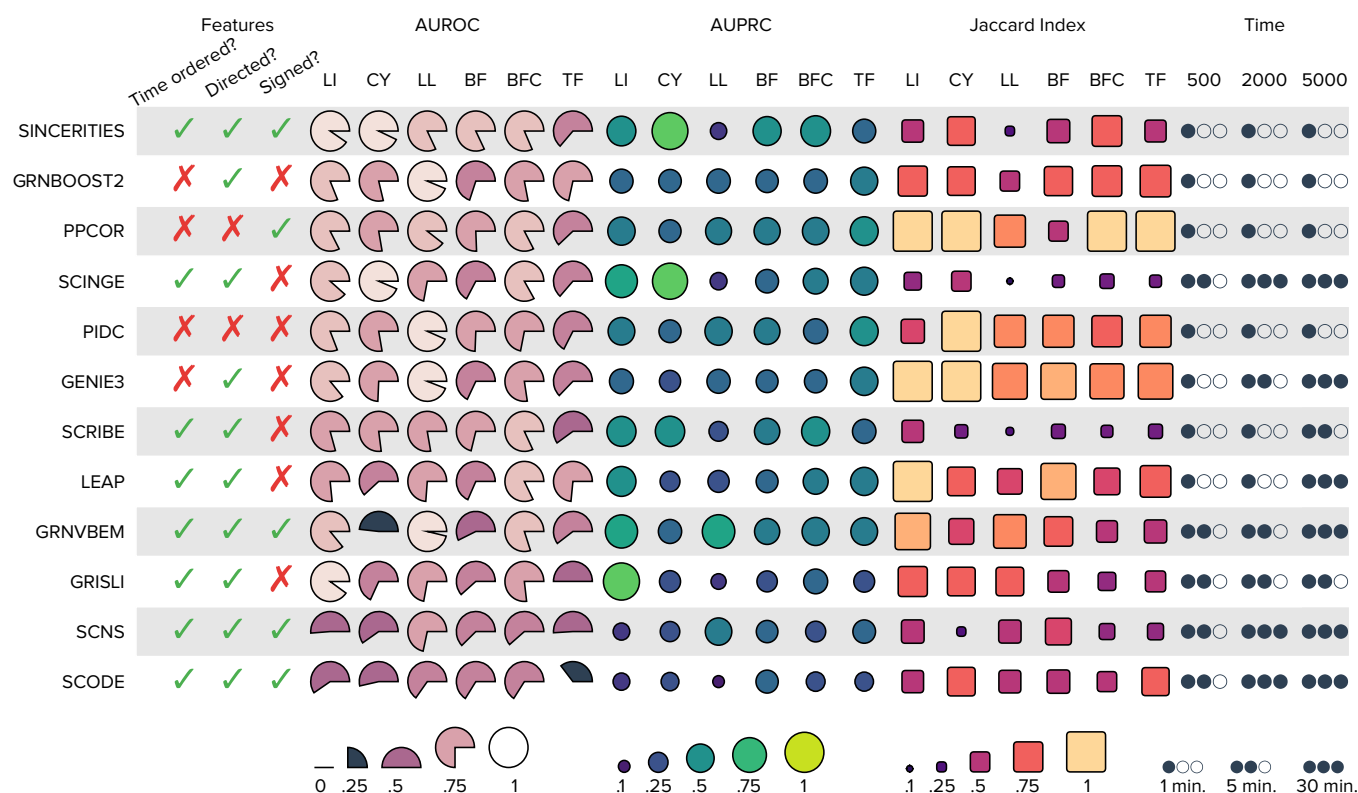 Features AUROC AUPRC Jaccard Index Time
Time ordered? Directed? Signed? LI CY LL BF BFC TF LI CY LL BF BFC TF LI CY LL BF BFC TF 500 2000 5000
SINCERITIES
GRNBOOST2
PPCOR
SCINGE
PIDC
GENIE3
SCRIBE
LEAP
GRNVBEM
GRISLI
SCNS
SCODE
0 .25 .5 .75 1 .1 .25 .5 .75 1 .1 .25 .5 .75 1 1 min. 5 min. 30 min.